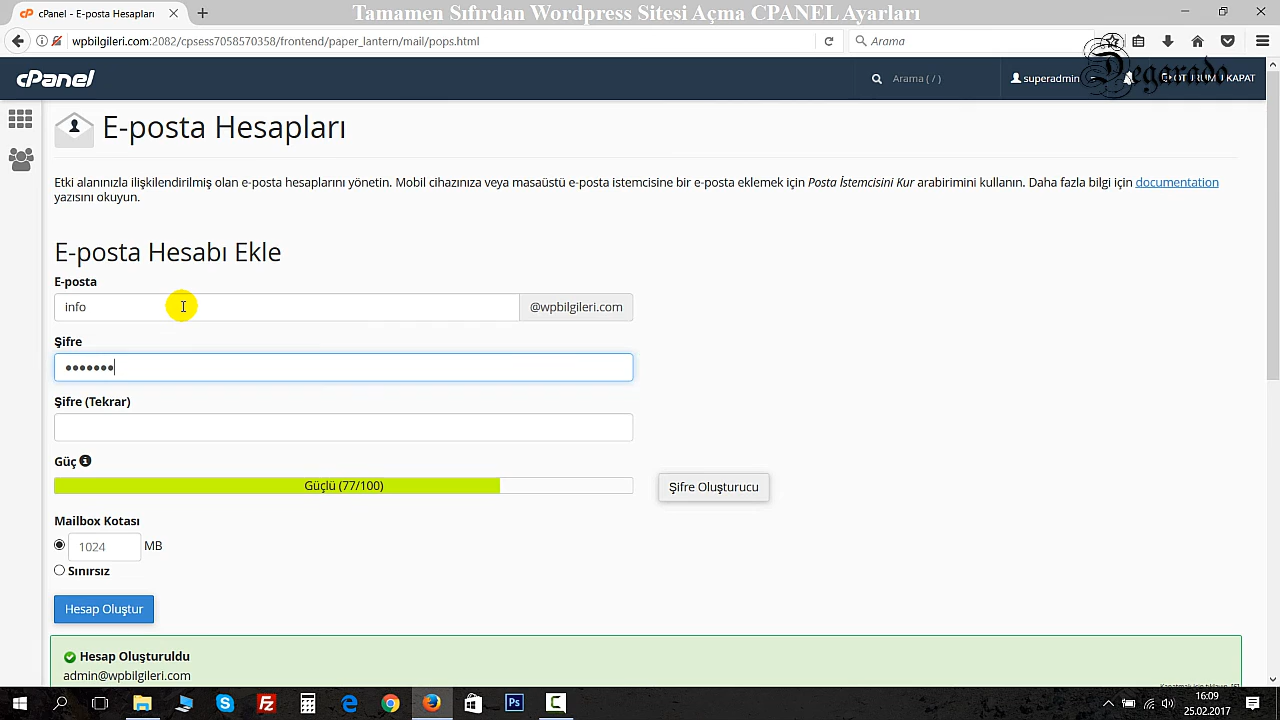 cPanel - E-posta Hesapları
Tamamen Sıfırdan Wordpress Sitesi Açma CPANEL Ayarları
wpbilgileri.com:2082/cpsess7058570358/frontend/paper_lantern/mail/pops.html
Arama
cPanel
Arama ( / )
superadmin
Degarado
OTURUMU KAPAT
E-posta Hesapları
Etki alanınızla ilişkilendirilmiş olan e-posta hesaplarını yönetin. Mobil cihazınıza veya masaüstü e-posta istemcisine bir e-posta eklemek için Posta İstemcisini Kur arabirimini kullanın. Daha fazla bilgi için documentation
yazısını okuyun.
E-posta Hesabı Ekle
E-posta
info @wpbilgileri.com
Şifre
Şifre (Tekrar)
Güç
Güçlü (77/100)
Şifre Oluşturucu
Mailbox Kotası
1024 MB
Sınırsız
Hesap Oluştur
Hesap Oluşturuldu
admin@wpbilgileri.com
16:09
25.02.2017